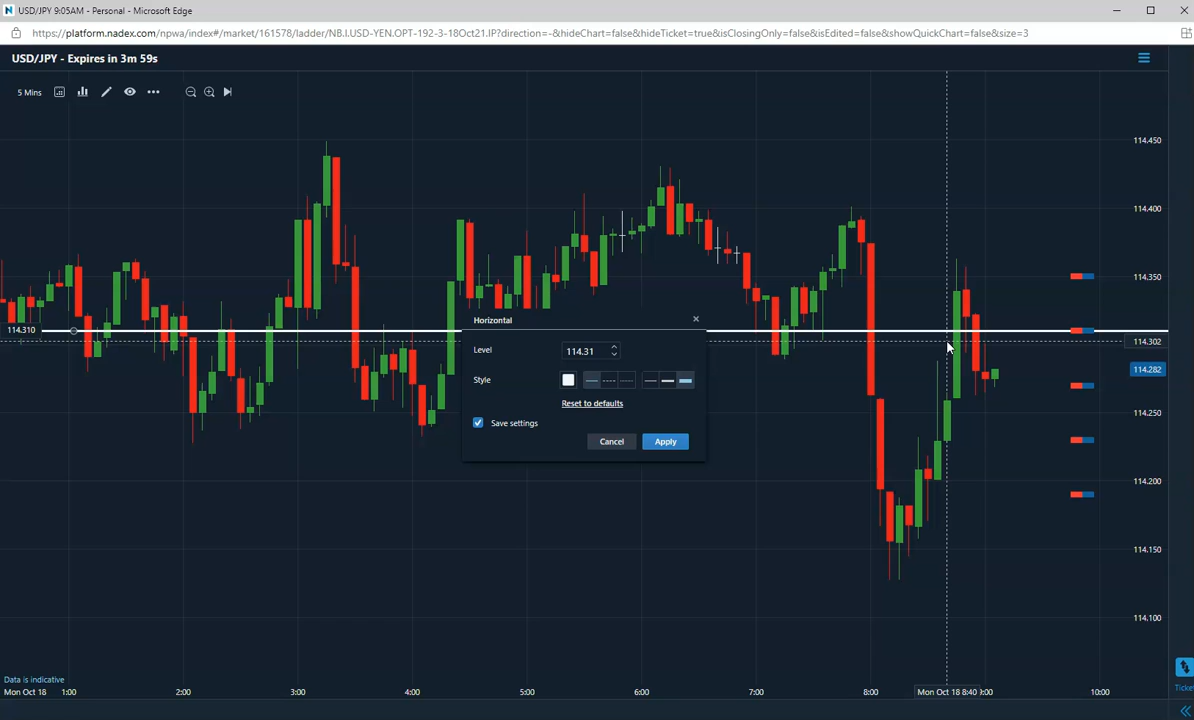 USD/JPY 9:05AM - Personal - Microsoft Edge
https://platform.nadex.com/npwa/index#/market/161578/ladder/NB.I.USD-YEN.OPT-192-3-18Oct21.IP?direction=-&hideChart=false&hideTicket=true&isClosingOnly=false&isEdited=false&showQuickChart=false&size=3
USD/JPY - Expires in 3m 59s
5 Mins
114.450
114.400
114.350
114.310
114.302
114.282
114.250
114.200
114.150
114.100
Horizontal
Level 114.31
Style
Reset to defaults
Save settings
Cancel Apply
Data is indicative
Mon Oct 18 1:00 2:00 3:00 4:00 5:00 6:00 7:00 8:00 Mon Oct 18 8:40 :00 10:00
Ticke